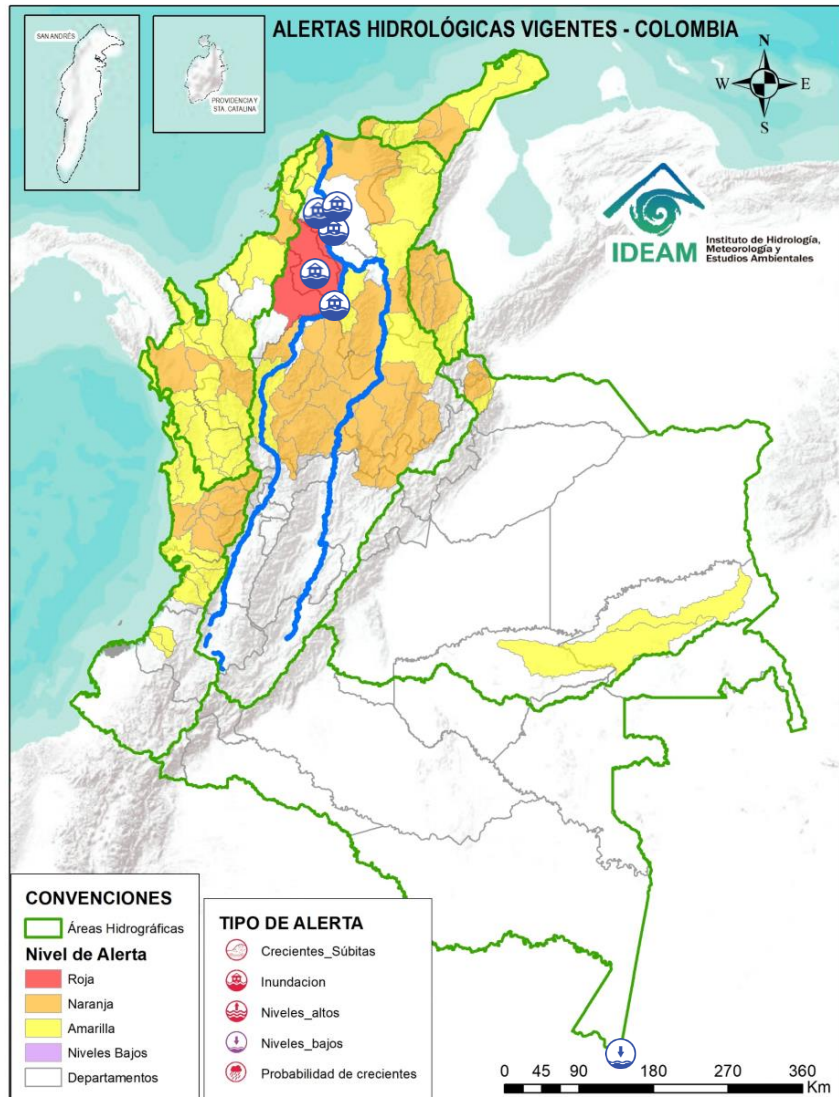 ALERTAS HIDROLÓGICAS VIGENTES - COLOMBIA
SAN ANDRÉS
PROVIDENCIA Y
STA. CATALINA
N
W
E
S
IDEAM
Instituto de Hidrología,
Meteorología y
Estudios Ambientales
CONVENCIONES
Áreas Hidrográficas
Nivel de Alerta
Roja
Naranja
Amarilla
Niveles Bajos
Departamentos
TIPO DE ALERTA
Crecientes_Súbitas
Inundacion
Niveles_altos
Niveles_bajos
Probabilidad de crecientes
0 45 90 180 270 360
Km